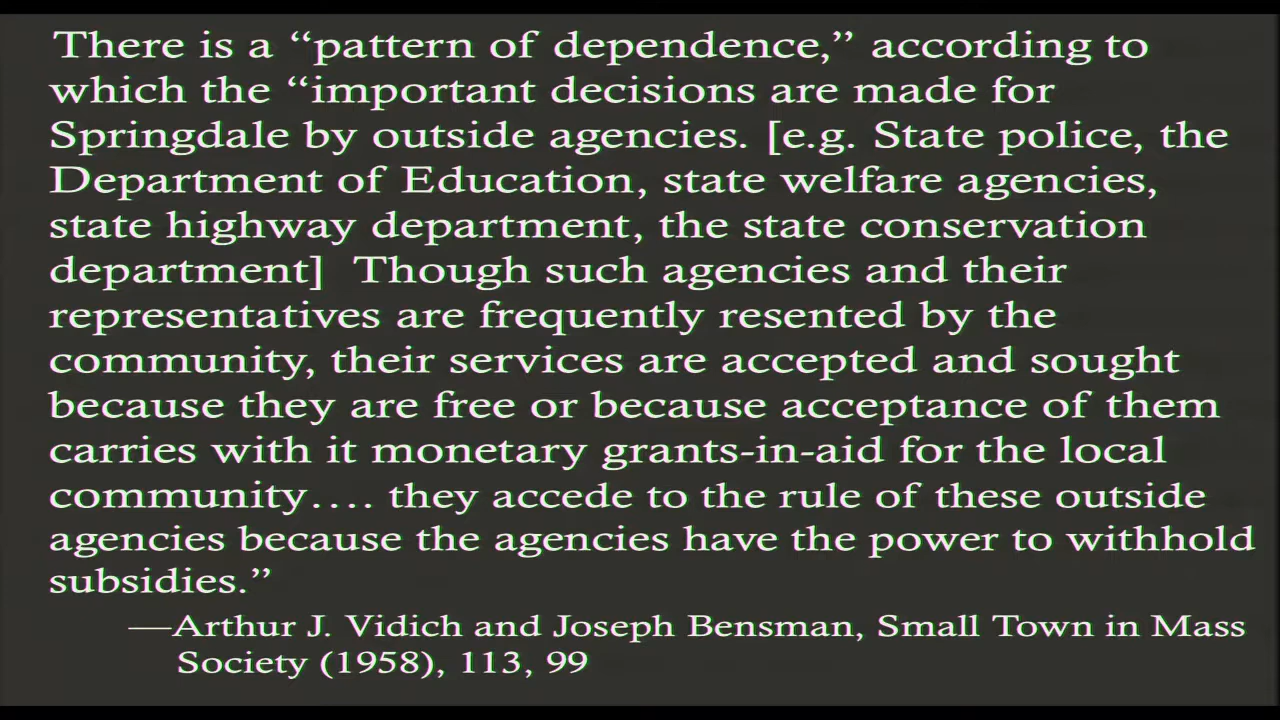 There is a “pattern of dependence,” according to
which the “important decisions are made for
Springdale by outside agencies. [e.g. State police, the
Department of Education, state welfare agencies,
state highway department, the state conservation
department]  Though such agencies and their
representatives are frequently resented by the
community, their services are accepted and sought
because they are free or because acceptance of them
carries with it monetary grants-in-aid for the local
community…. they accede to the rule of these outside
agencies because the agencies have the power to withhold
subsidies.”
—Arthur J. Vidich and Joseph Bensman, Small Town in Mass
Society (1958), 113, 99